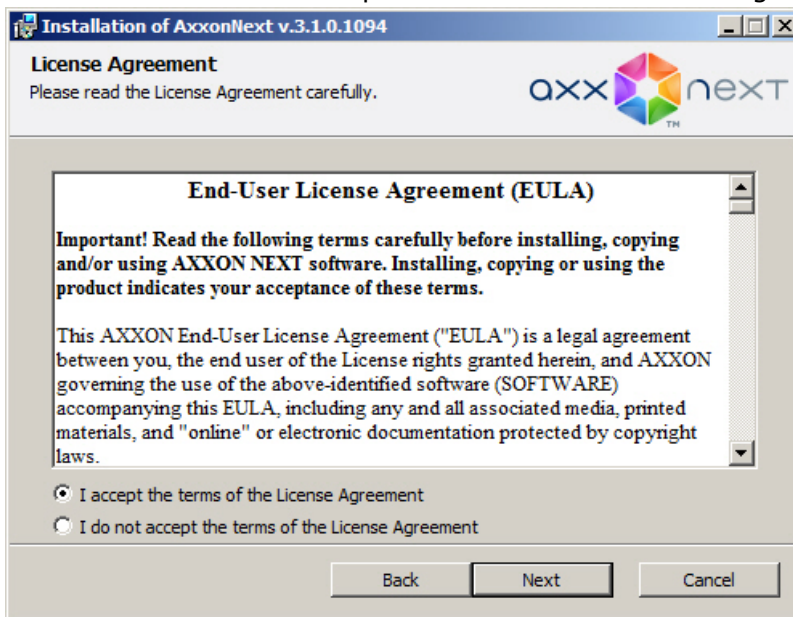 Installation of AxxonNext v.3.1.0.1094
License Agreement
Please read the License Agreement carefully.
axx next
TM
End-User License Agreement (EULA)
Important! Read the following terms carefully before installing, copying
and/or using AXXON NEXT software. Installing, copying or using the
product indicates your acceptance of these terms.
This AXXON End-User License Agreement ("EULA") is a legal agreement
between you, the end user of the License rights granted herein, and AXXON
governing the use of the above-identified software (SOFTWARE)
accompanying this EULA, including any and all associated media, printed
materials, and "online" or electronic documentation protected by copyright
laws.
I accept the terms of the License Agreement
I do not accept the terms of the License Agreement
Back Next Cancel